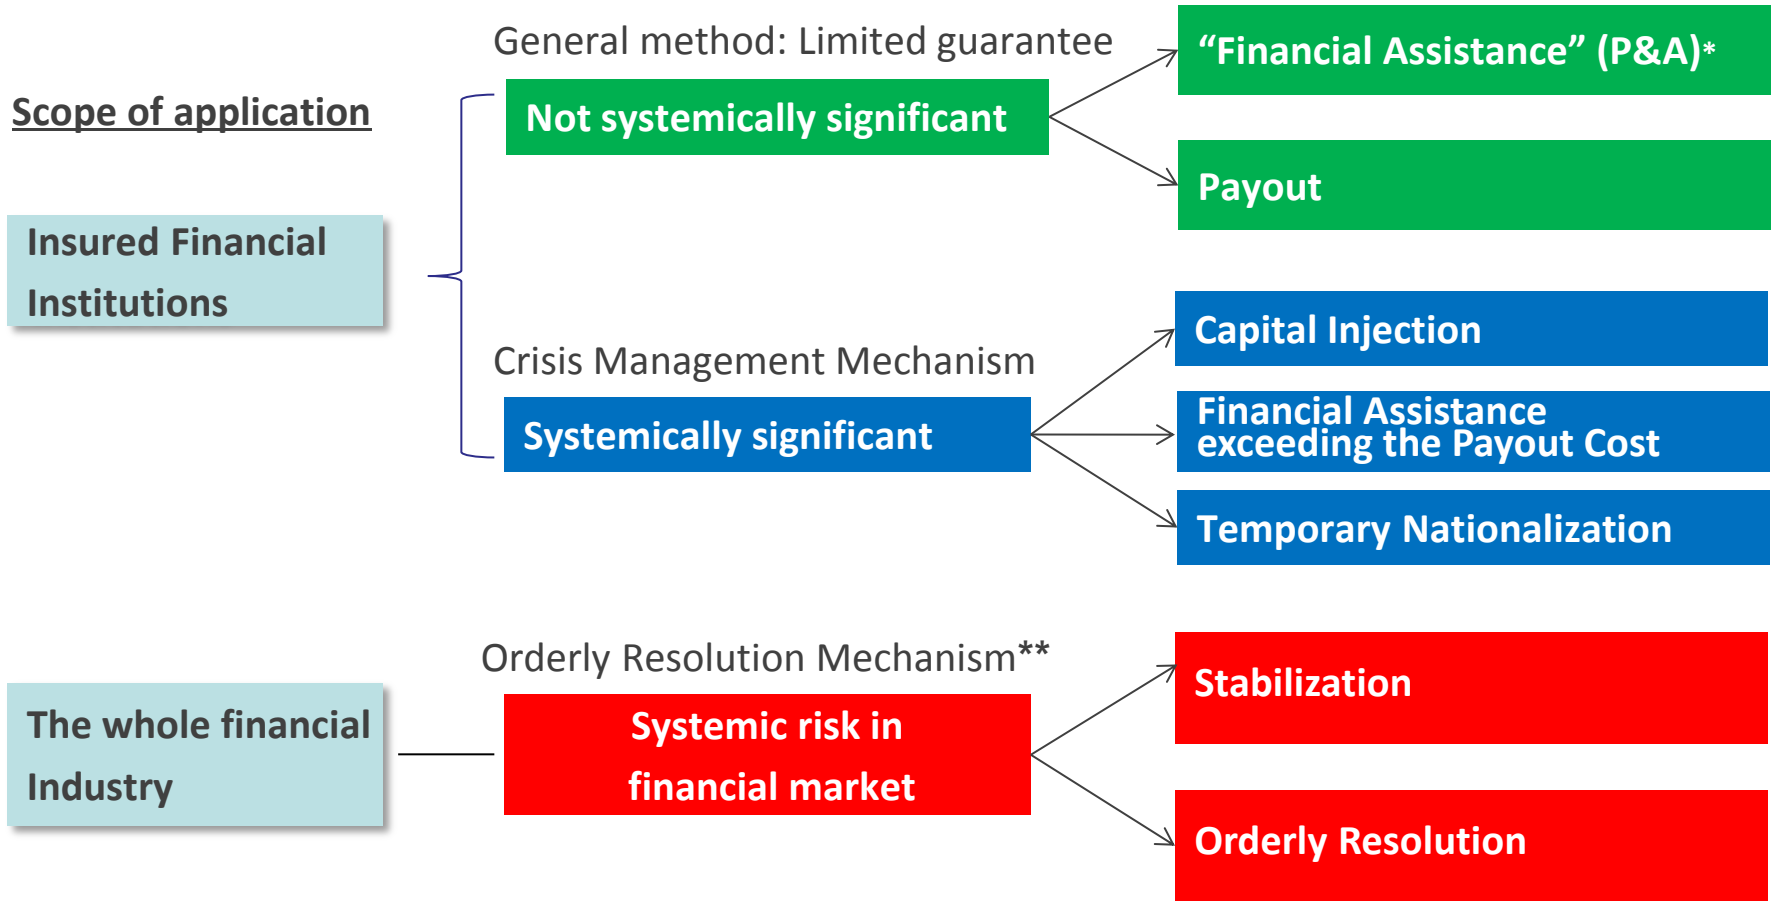 Scope of application
Insured Financial
Institutions
General method: Limited guarantee
Not systemically significant
“Financial Assistance” (P&A)*
Payout
Crisis Management Mechanism
Systemically significant
Capital Injection
Financial Assistance
exceeding the Payout Cost
Temporary Nationalization
The whole financial
Industry
Orderly Resolution Mechanism**
Systemic risk in
financial market
Stabilization
Orderly Resolution